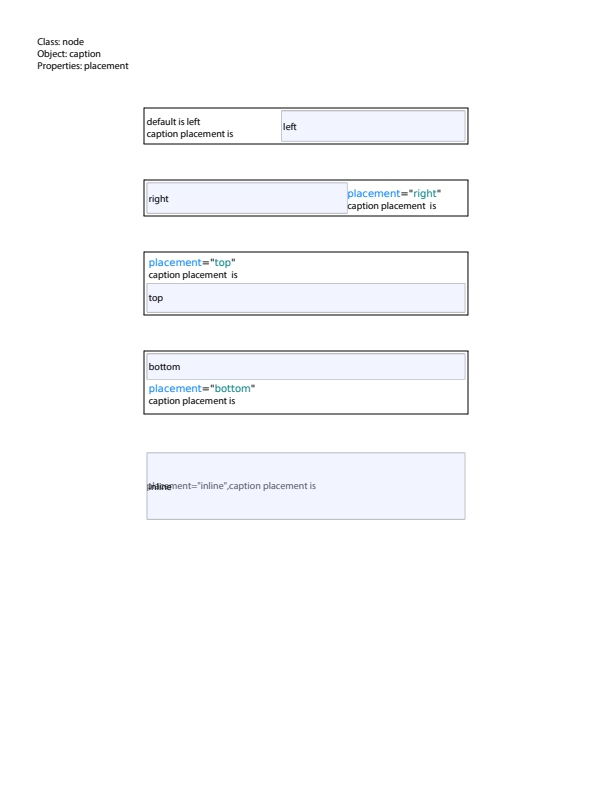 Class: node
Object: caption
Properties: placement
default is left
caption placement is
left
right
placement="right"
caption placement  is
placement="top"
caption placement  is
top
bottom
placement="bottom"
caption placement is
placement="inline",caption placement is
inline